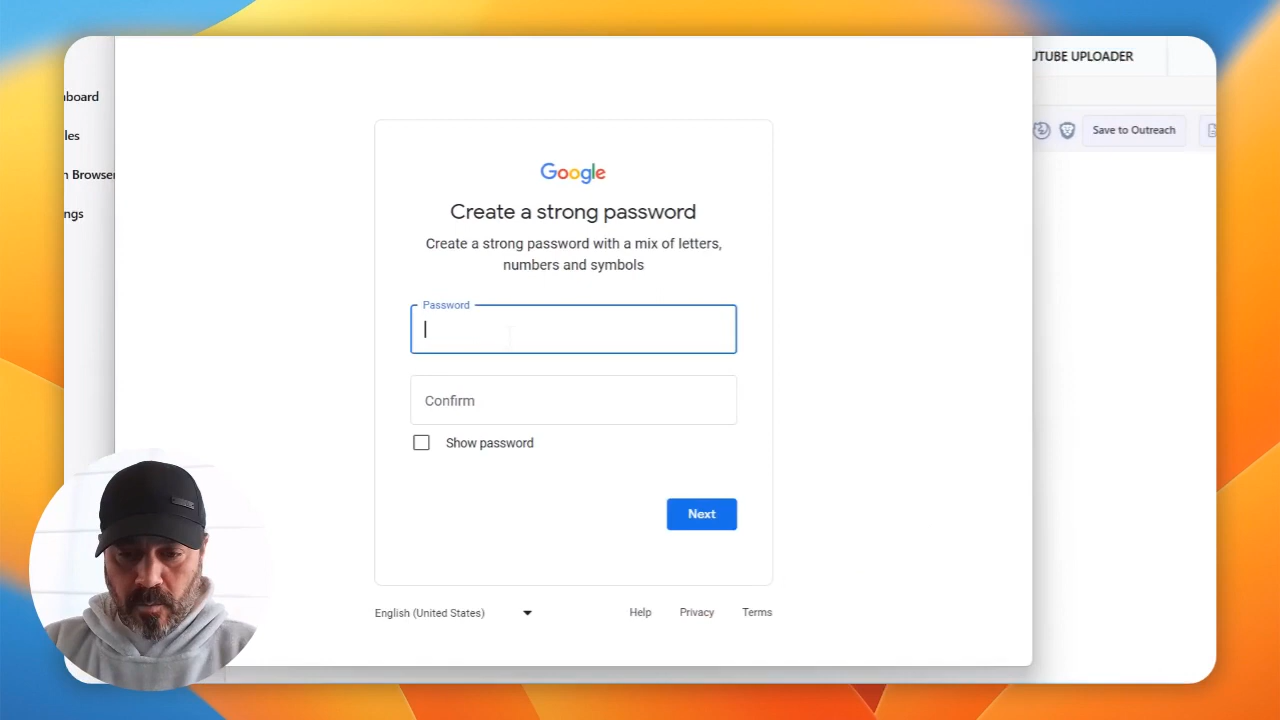 UTUBE UPLOADER
board
les
n Browser
Save to Outreach
ngs
Google
Create a strong password
Create a strong password with a mix of letters,
numbers and symbols
Password
Confirm
Show password
Next
English (United States)
Help
Privacy
Terms